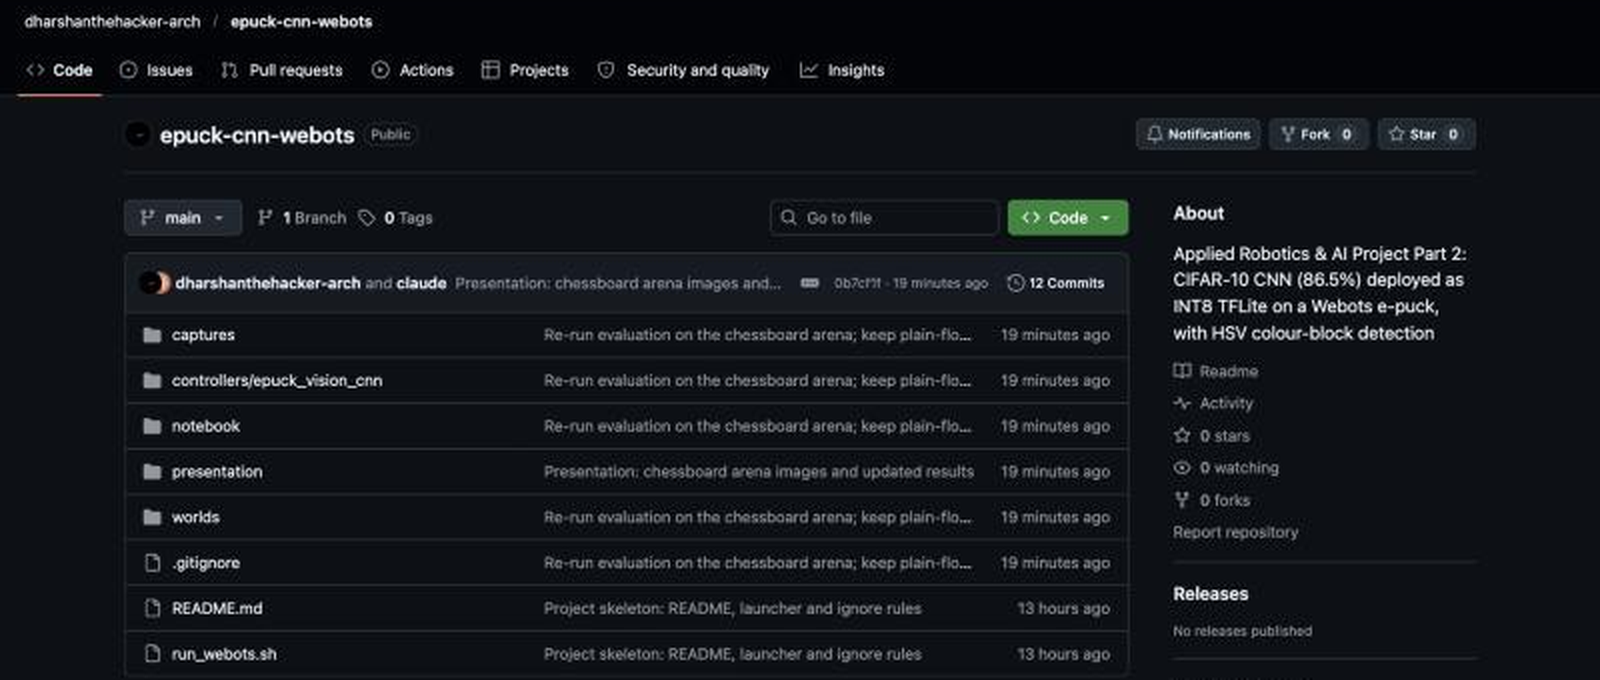 dharshanthehacker-arch / epuck-cnn-webots
Code Issues Pull requests Actions Projects Security and quality Insights
epuck-cnn-webots Public
Notifications Fork 0 Star 0
main 1 Branch 0 Tags
Go to file
Code
dharshanthehacker-arch and claude Presentation: chessboard arena images and... · 19 minutes ago 12 Commits
captures Re-run evaluation on the chessboard arena; keep plain-flo... 19 minutes ago
controllers/epuck_vision_cnn Re-run evaluation on the chessboard arena; keep plain-flo... 19 minutes ago
notebook Re-run evaluation on the chessboard arena; keep plain-flo... 19 minutes ago
presentation Presentation: chessboard arena images and updated results 19 minutes ago
worlds Re-run evaluation on the chessboard arena; keep plain-flo... 19 minutes ago
.gitignore Re-run evaluation on the chessboard arena; keep plain-flo... 19 minutes ago
README.md Project skeleton: README, launcher and ignore rules 13 hours ago
run_webots.sh Project skeleton: README, launcher and ignore rules 13 hours ago
About
Applied Robotics & AI Project Part 2:
CIFAR-10 CNN (86.5%) deployed as
INT8 TFLite on a Webots e-puck,
with HSV colour-block detection
Readme
Activity
0 stars
0 watching
0 forks
Report repository
Releases
No releases published